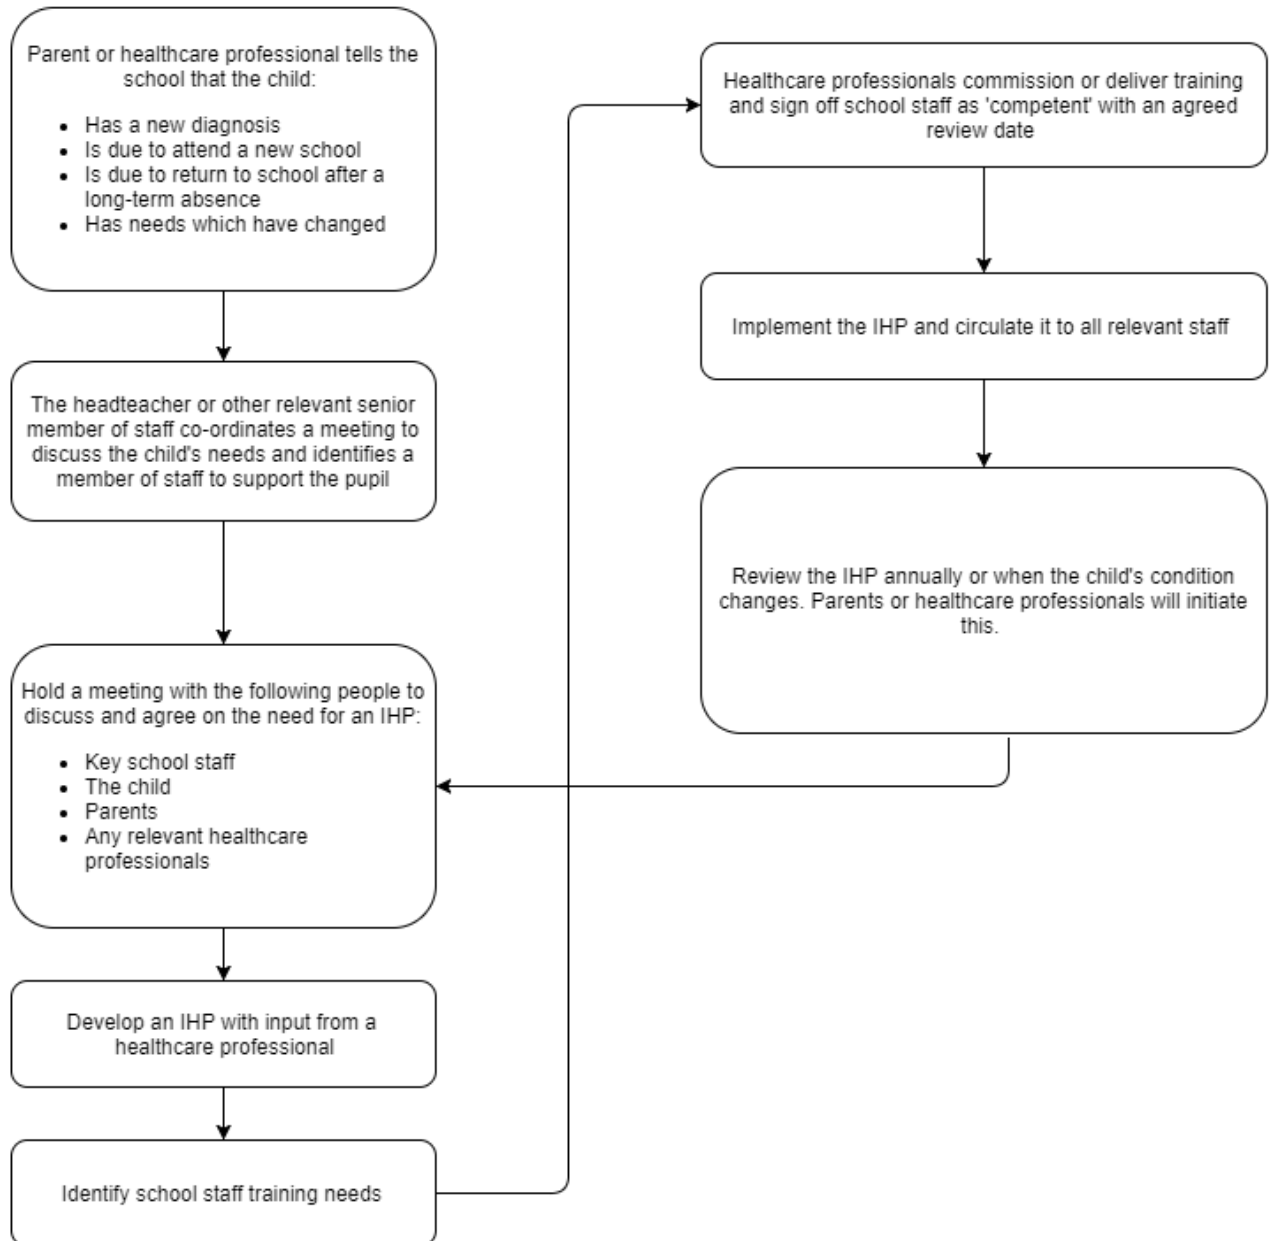 Parent or healthcare professional tells the
school that the child:
• Has a new diagnosis
• Is due to attend a new school
• Is due to return to school after a
long-term absence
• Has needs which have changed
The headteacher or other relevant senior
member of staff co-ordinates a meeting to
discuss the child's needs and identifies a
member of staff to support the pupil
Hold a meeting with the following people to
discuss and agree on the need for an IHP:
• Key school staff
• The child
• Parents
• Any relevant healthcare
professionals
Develop an IHP with input from a
healthcare professional
Identify school staff training needs
Healthcare professionals commission or deliver training
and sign off school staff as 'competent' with an agreed
review date
Implement the IHP and circulate it to all relevant staff
Review the IHP annually or when the child's condition
changes. Parents or healthcare professionals will initiate
this.